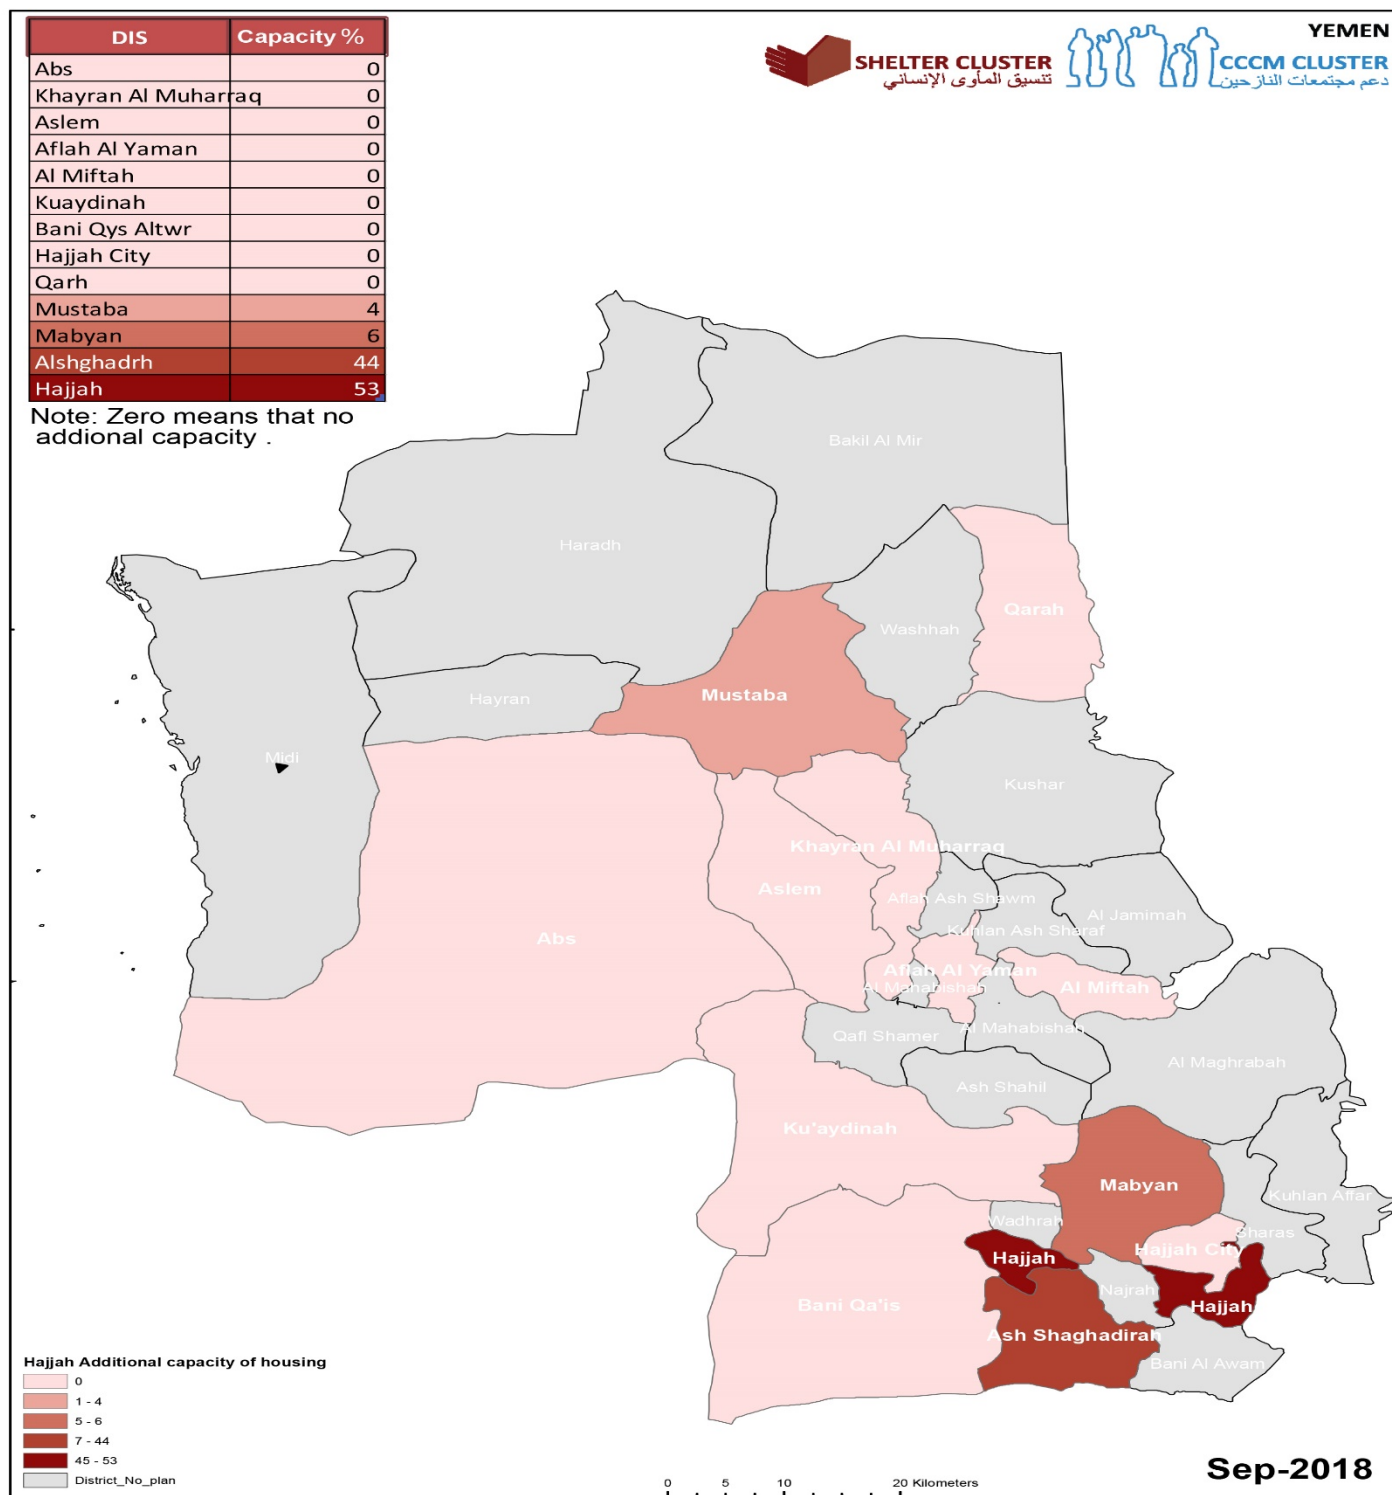 DIS Capacity %
Abs 0
Khayran Al Muharraq 0
Aslem 0
Aflah Al Yaman 0
Al Miftah 0
Kuaydinah 0
Bani Qys Altwr 0
Hajjah City 0
Qarh 0
Mustaba 4
Mabyan 6
Alshghadrh 44
Hajjah 53
Note: Zero means that no
addional capacity .
YEMEN
SHELTER CLUSTER
تنسيق المأوى الإنساني
CCCM CLUSTER
دعم مجتمعات النازحين
Bakil Al Mir
Haradh
Qarah
Washhah
Mustaba
Hayran
Midi
Kushar
Khayran Al Muharraq
Aslem
Aflah Ash Shawm
Al Jamimah
Kuhlan Ash Sharaf
Abs
Aflah Al Yaman
Al Mahabishah
Al Miftah
Qafl Shamer
Al Mahabishah
Al Maghrabah
Ash Shahil
Ku'aydinah
Mabyan
Kuhlan Affar
Wadhrah
Sharas
Hajjah City
Hajjah
Najrah
Bani Qa'is
Hajjah
Ash Shaghadirah
Bani Al Awam
Hajjah Additional capacity of housing
0
1 - 4
5 - 6
7 - 44
45 - 53
District_No_plan
0 5 10 20 Kilometers
Sep-2018